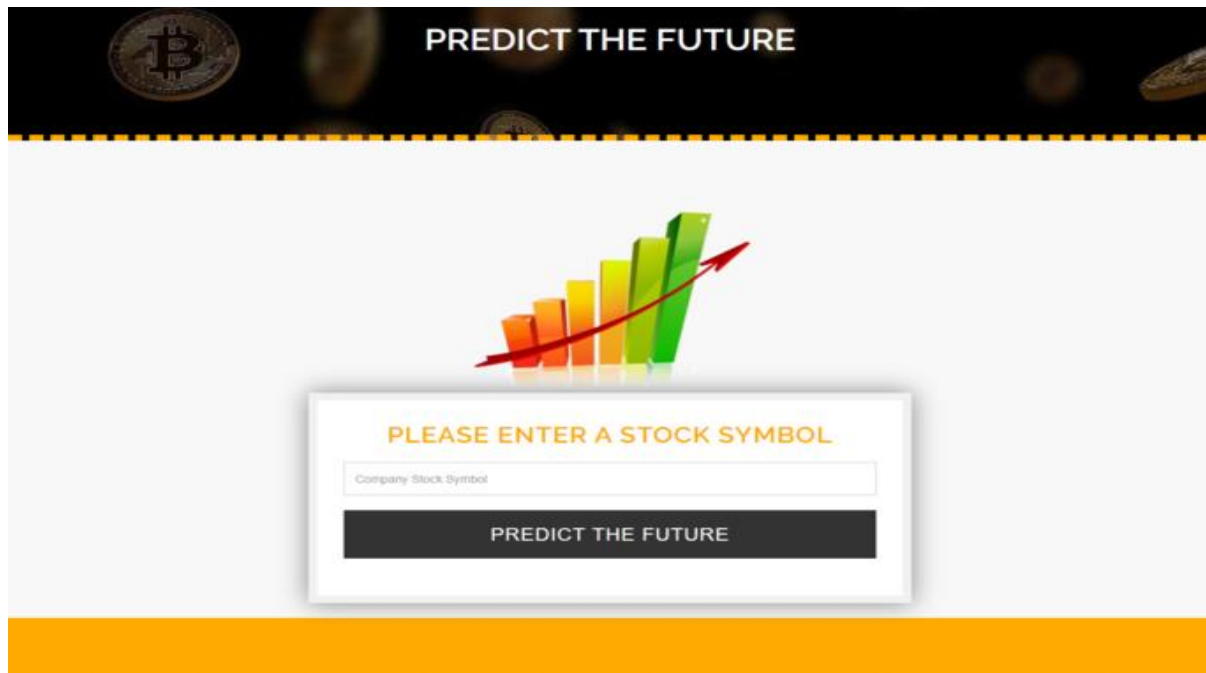 PREDICT THE FUTURE
PLEASE ENTER A STOCK SYMBOL
Company Stock Symbol
PREDICT THE FUTURE